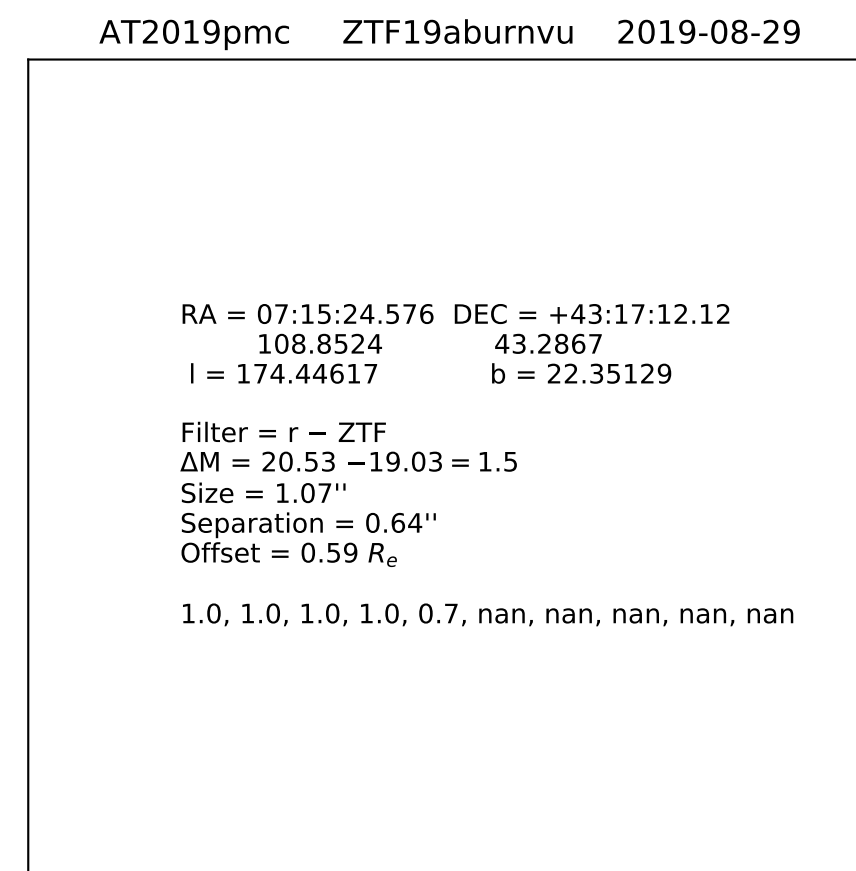 AT2019pmc ZTF19aburnvu 2019-08-29
RA = 07:15:24.576 DEC = +43:17:12.12
108.8524 43.2867
l = 174.44617 b = 22.35129
Filter = r − ZTF
ΔM = 20.53 −19.03 = 1.5
Size = 1.07''
Separation = 0.64''
Offset = 0.59 Re
1.0, 1.0, 1.0, 1.0, 0.7, nan, nan, nan, nan, nan